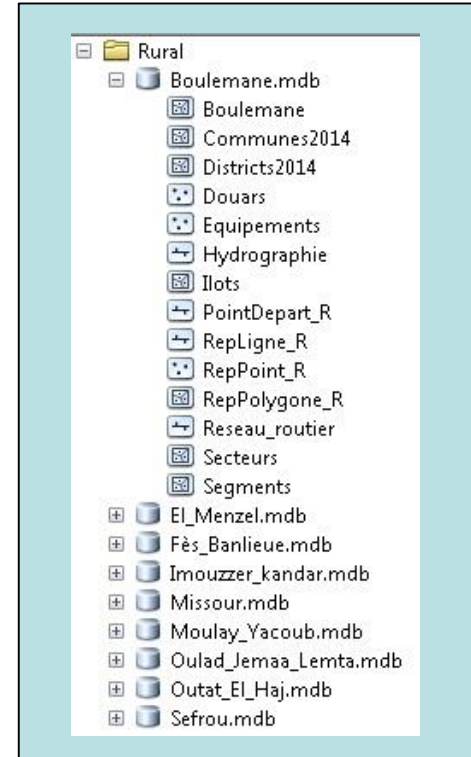 Rural
Boulemane.mdb
Boulemane
Communes2014
Districts2014
Douars
Equipements
Hydrographie
Ilots
PointDepart_R
RepLigne_R
RepPoint_R
RepPolygone_R
Reseau_routier
Secteurs
Segments
El_Menzel.mdb
Fès_Banlieue.mdb
Imouzzer_kandar.mdb
Missour.mdb
Moulay_Yacoub.mdb
Oulad_Jemaa_Lemta.mdb
Outat_El_Haj.mdb
Sefrou.mdb